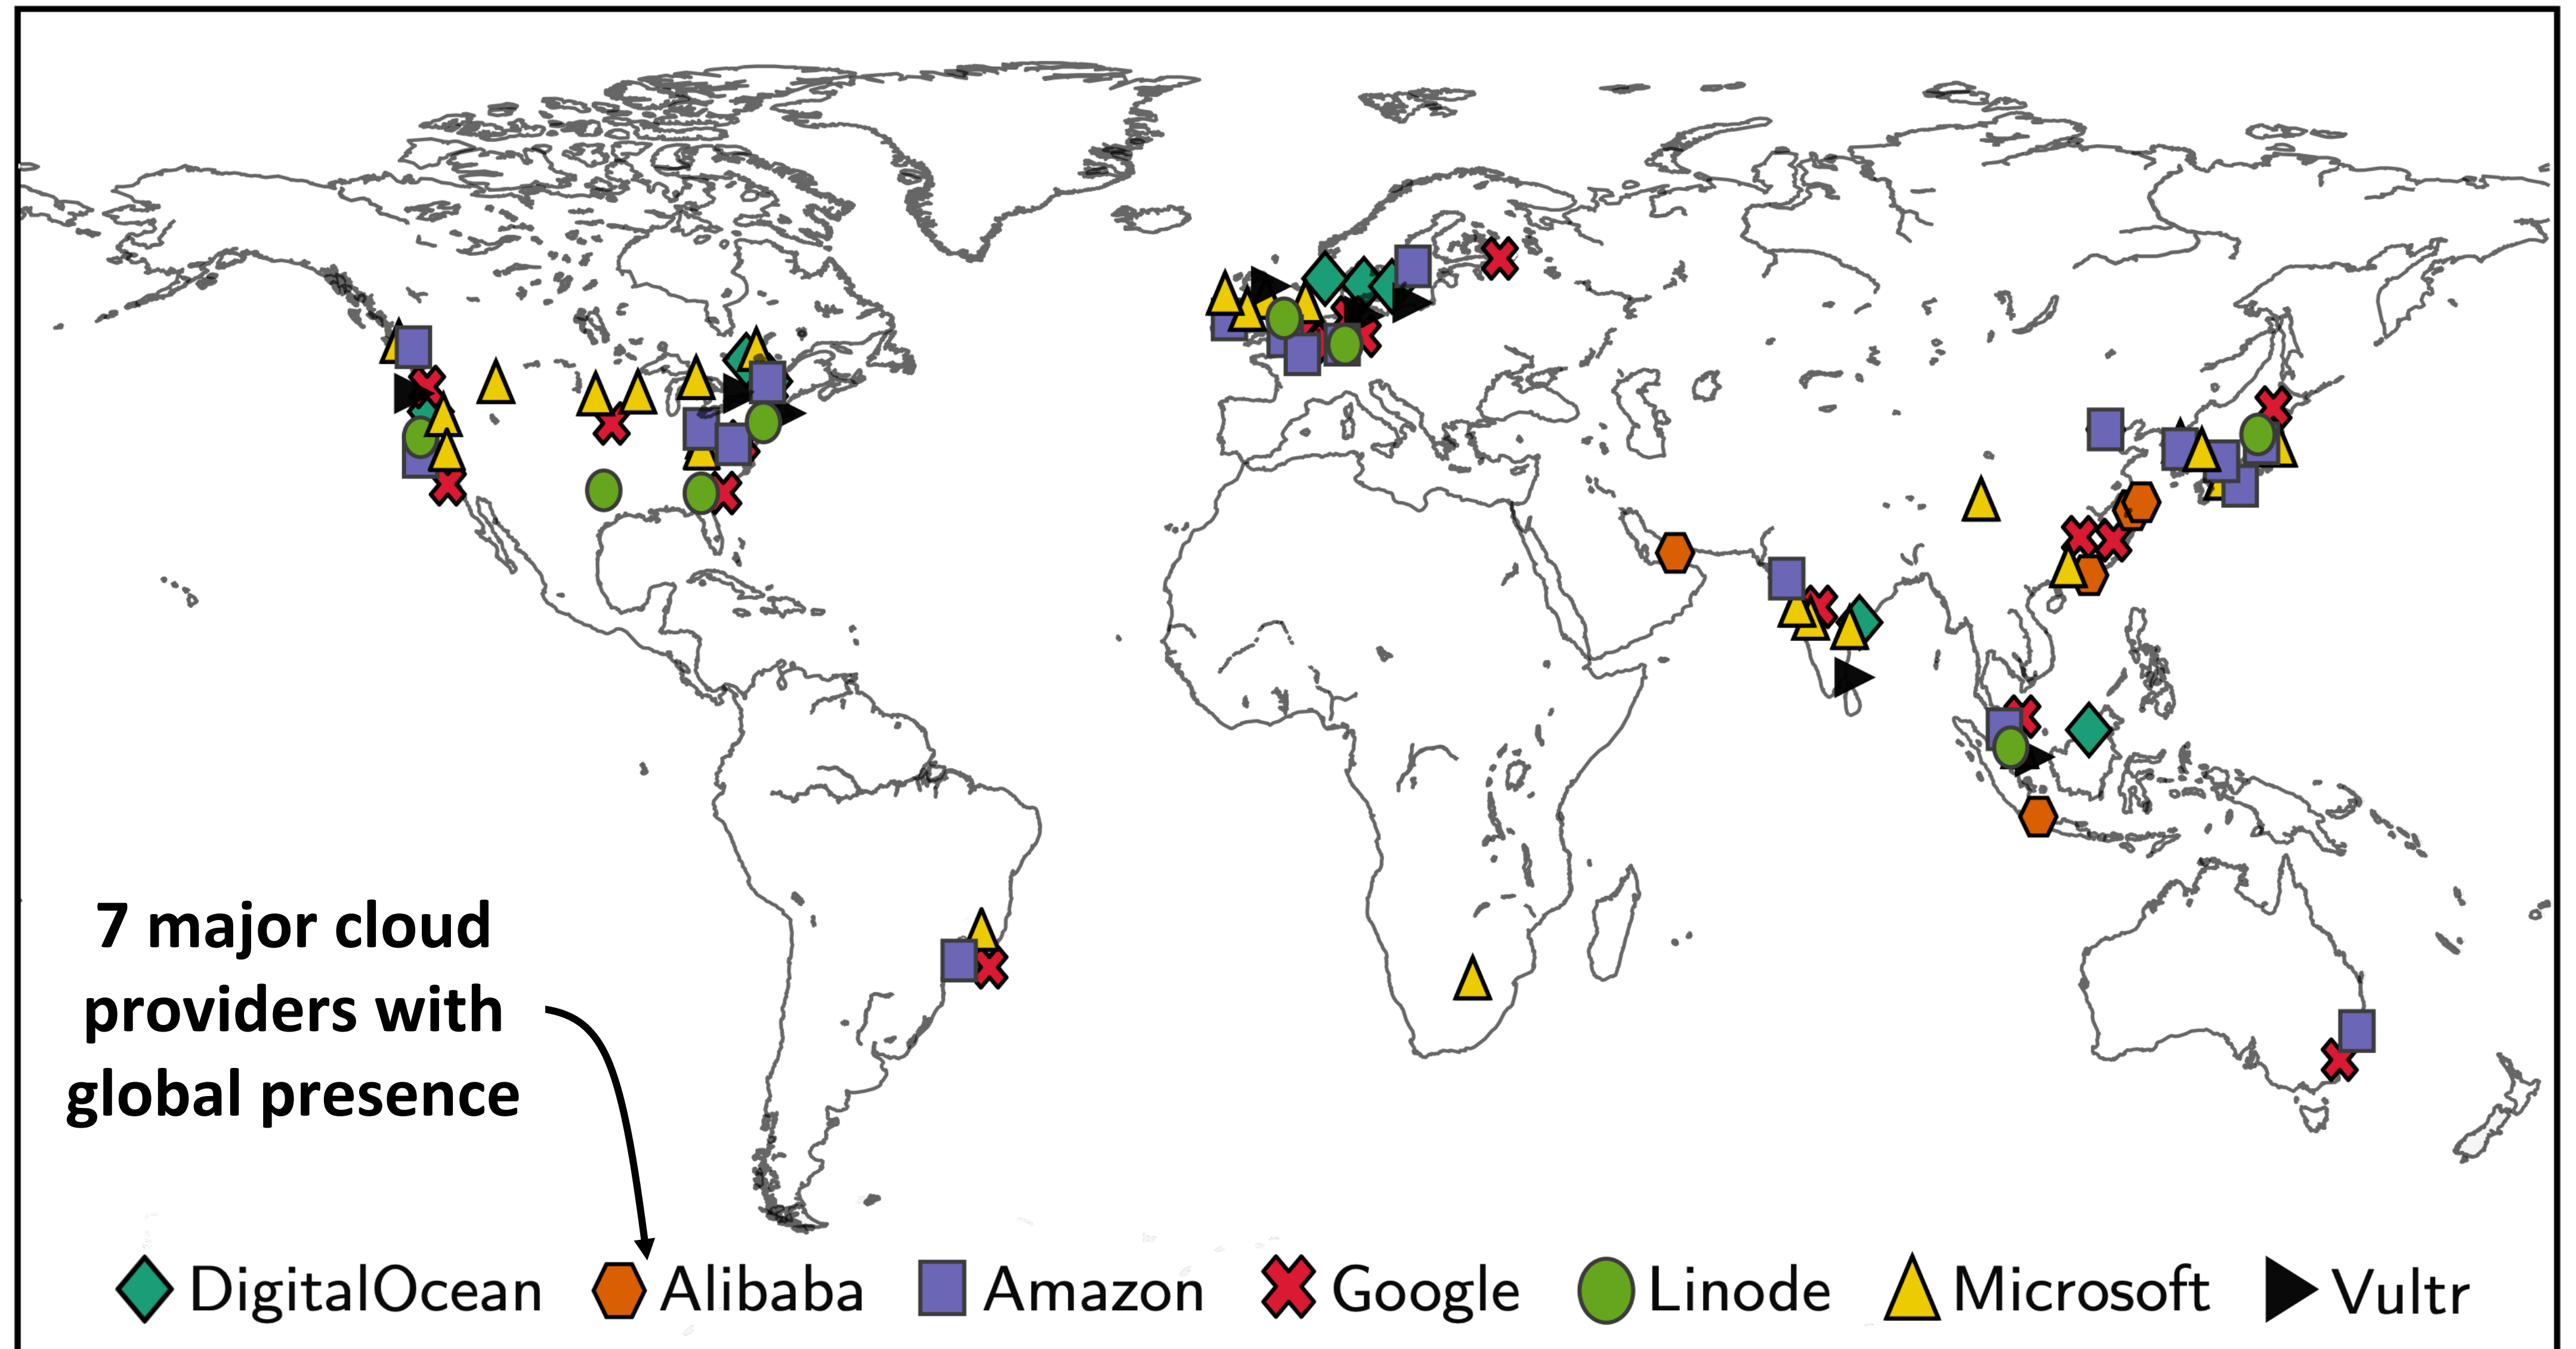 7 major cloud
providers with
global presence
DigitalOcean Alibaba Amazon Google Linode Microsoft Vultr